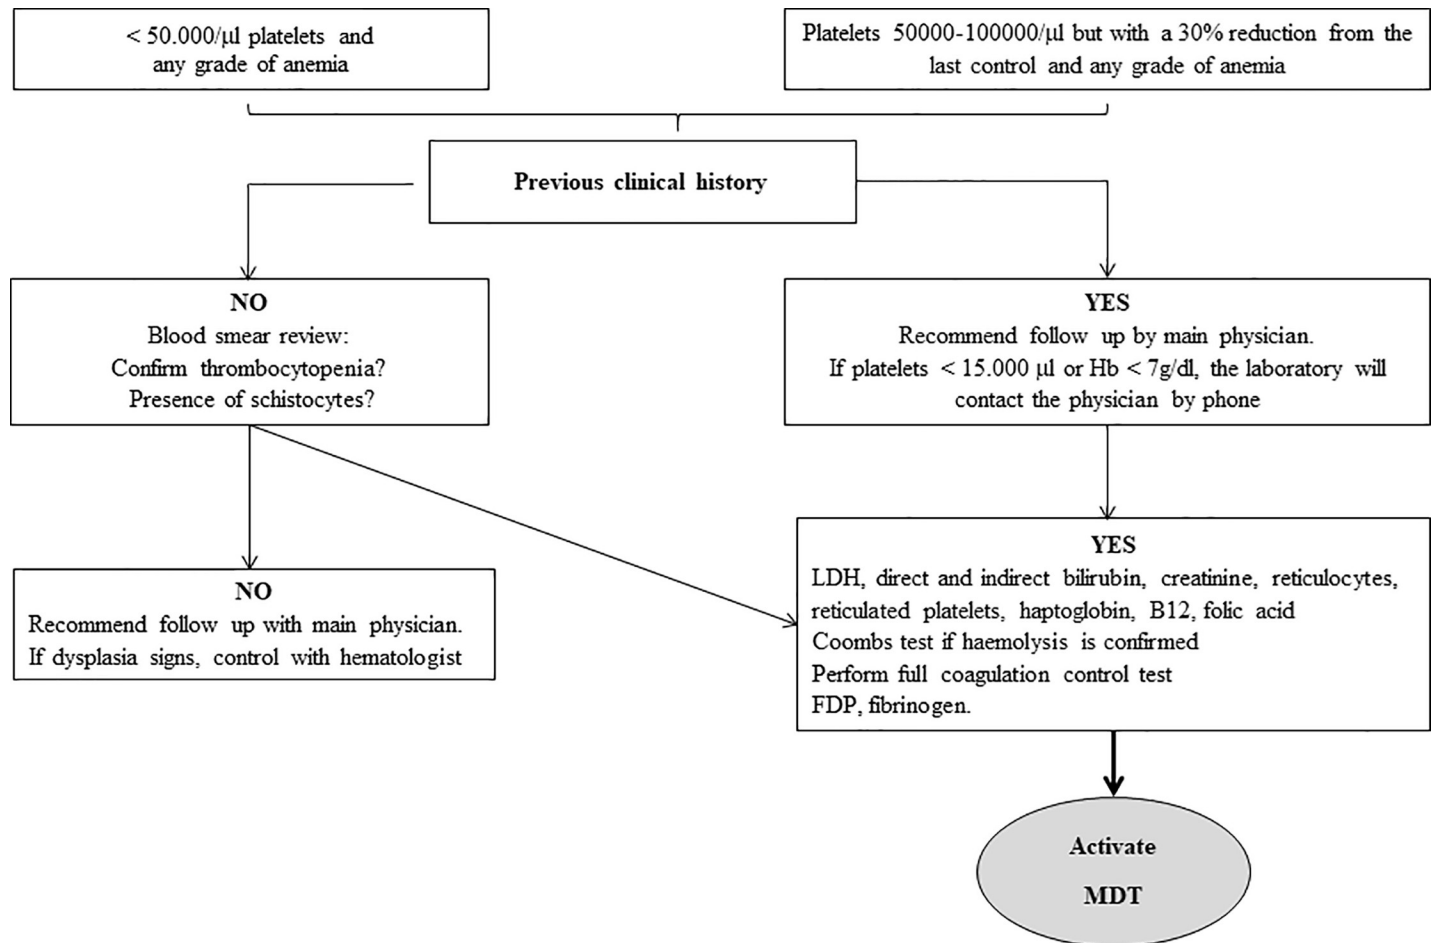 < 50.000/μl platelets and
any grade of anemia
Platelets 50000-100000/μl but with a 30% reduction from the
last control and any grade of anemia
Previous clinical history
NO
Blood smear review:
Confirm thrombocytopenia?
Presence of schistocytes?
YES
Recommend follow up by main physician.
If platelets < 15.000 μl or Hb < 7g/dl, the laboratory will
contact the physician by phone
NO
Recommend follow up with main physician.
If dysplasia signs, control with hematologist
YES
LDH, direct and indirect bilirubin, creatinine, reticulocytes,
reticulated platelets, haptoglobin, B12, folic acid
Coombs test if haemolysis is confirmed
Perform full coagulation control test
FDP, fibrinogen.
Activate
MDT